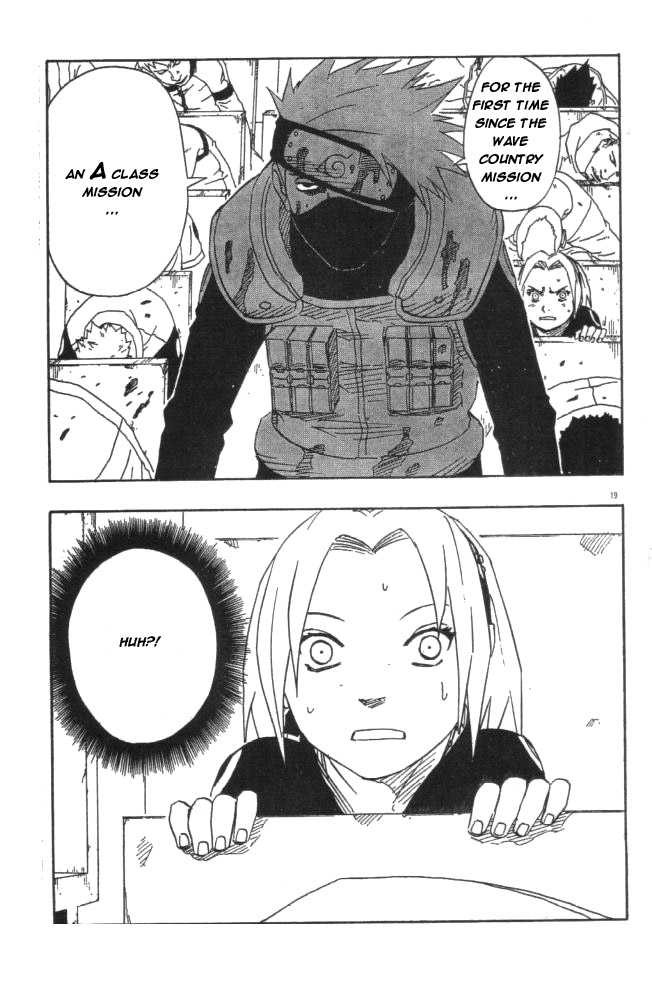 FOR THE
FIRST TIME
SINCE THE
WAVE
COUNTRY
MISSION
...
AN A CLASS
MISSION
...
19
HUH?!